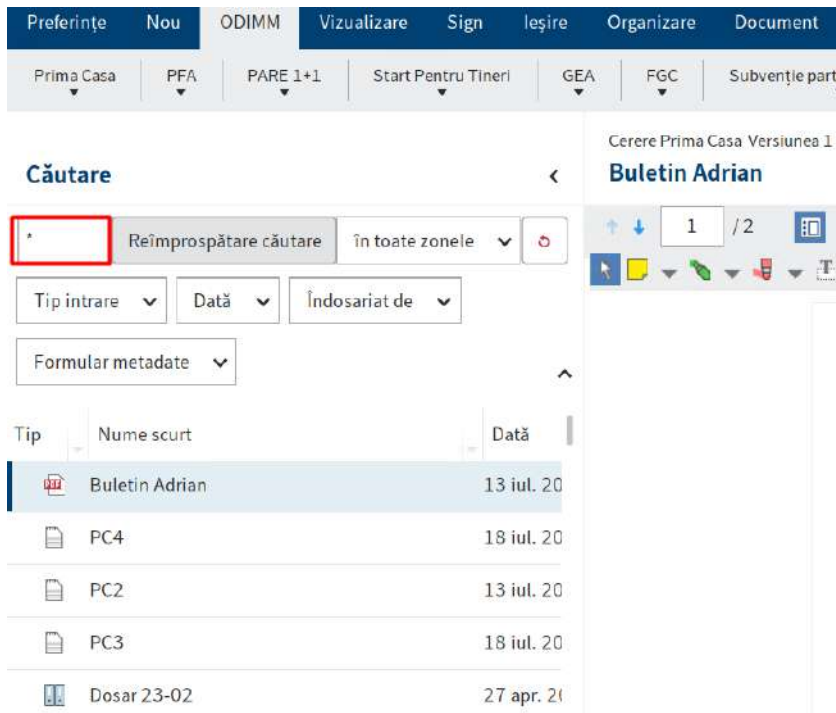 Preferințe Nou ODIMM Vizualizare Sign Ieșire Organizare Document
Prima Casa PFA PARE 1+1 Start Pentru Tineri GEA FGC Subvenție part
Cerere Prima Casa Versiunea 1
Căutare
Buletin Adrian
* Reîmprospătare căutare în toate zonele
1 / 2
Tip intrare Dată Îndosariat de
Formular metadate
Tip Nume scurt Dată
Buletin Adrian 13 iul. 20
PC4 18 iul. 20
PC2 13 iul. 20
PC3 18 iul. 20
Dosar 23-02 27 apr. 20